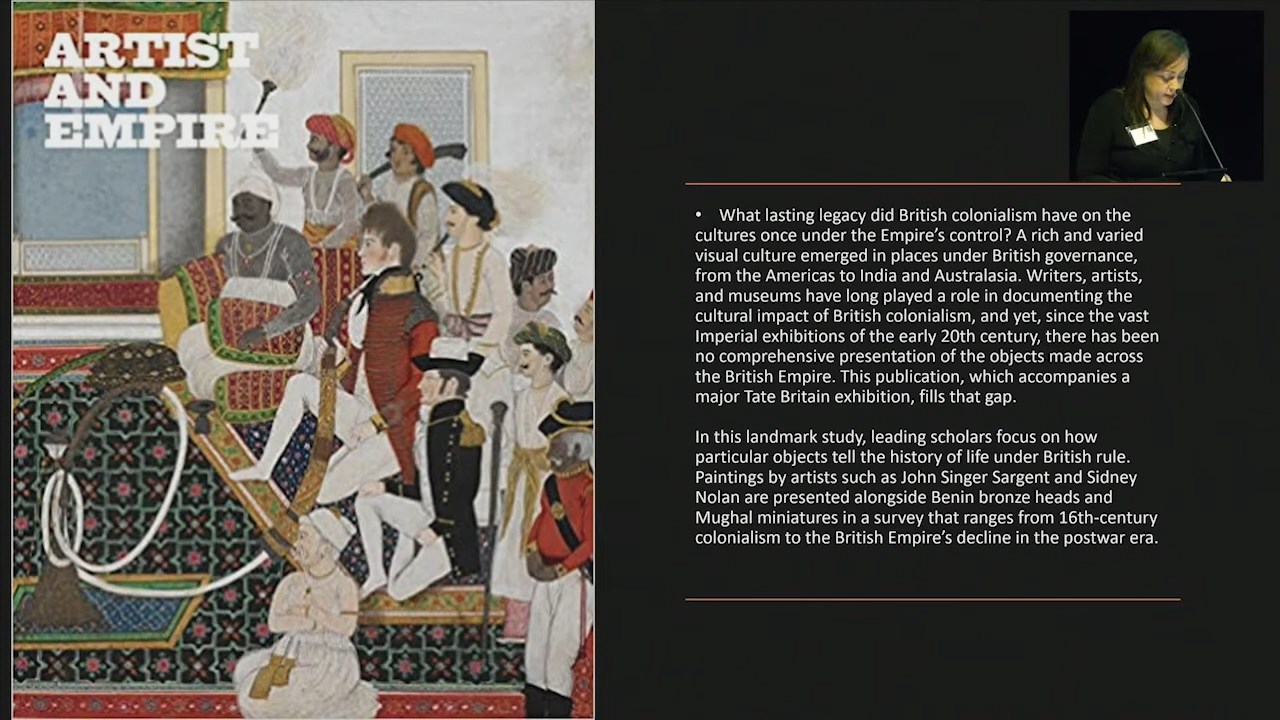 ARTIST
AND
EMPIRE
• What lasting legacy did British colonialism have on the
cultures once under the Empire’s control? A rich and varied
visual culture emerged in places under British governance,
from the Americas to India and Australasia. Writers, artists,
and museums have long played a role in documenting the
cultural impact of British colonialism, and yet, since the vast
Imperial exhibitions of the early 20th century, there has been
no comprehensive presentation of the objects made across
the British Empire. This publication, which accompanies a
major Tate Britain exhibition, fills that gap.
In this landmark study, leading scholars focus on how
particular objects tell the history of life under British rule.
Paintings by artists such as John Singer Sargent and Sidney
Nolan are presented alongside Benin bronze heads and
Mughal miniatures in a survey that ranges from 16th-century
colonialism to the British Empire’s decline in the postwar era.